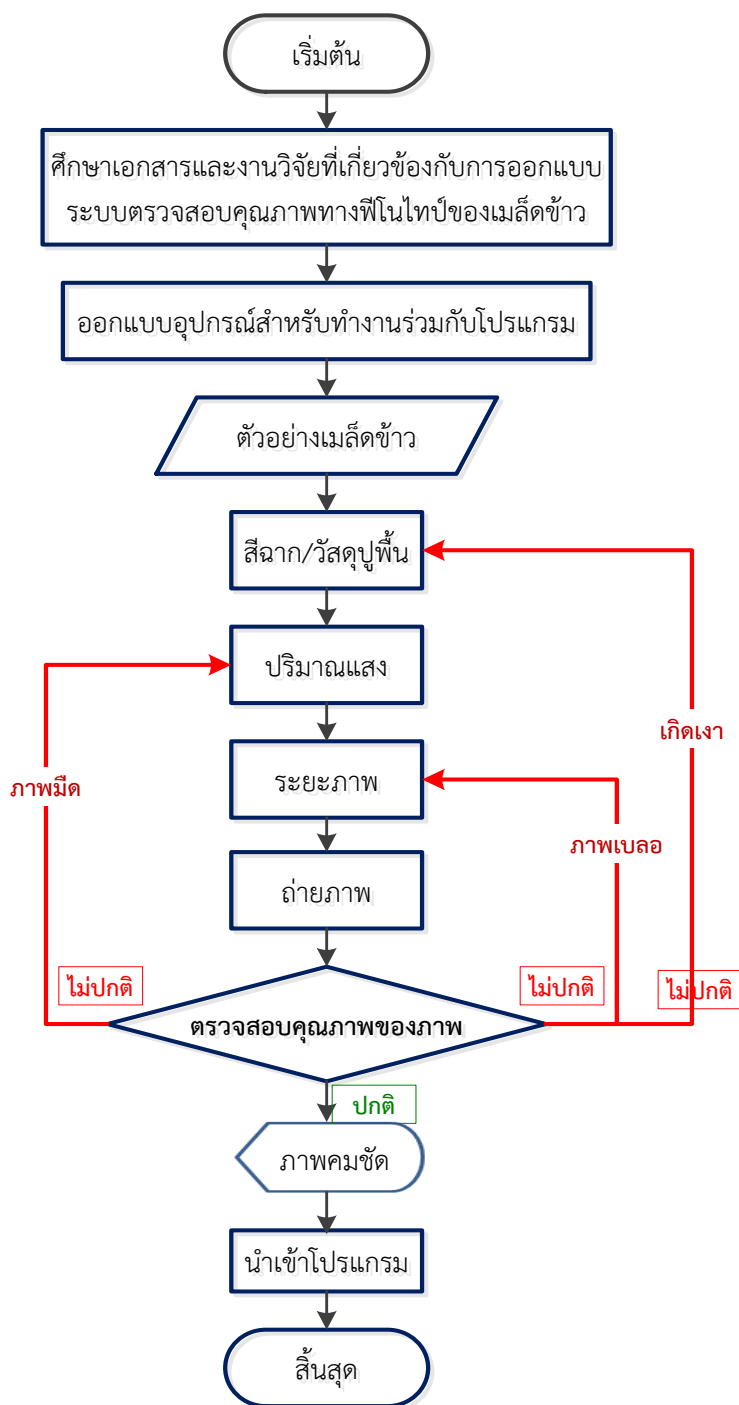 เริ่มต้น
ศึกษาเอกสารและงานวิจัยที่เกี่ยวข้องกับการออกแบบ
ระบบตรวจสอบคุณภาพทางฟีโนไทป์ของเมล็ดข้าว
ออกแบบอุปกรณ์สำหรับทำงานร่วมกับโปรแกรม
ตัวอย่างเมล็ดข้าว
สีฉาก/วัสดุปูพื้น
ปริมาณแสง
เกิดเงา
ระยะภาพ
ภาพมืด
ภาพเบลอ
ถ่ายภาพ
ไม่ปกติ
ไม่ปกติ
ไม่ปกติ
ตรวจสอบคุณภาพของภาพ
ปกติ
ภาพคมชัด
นำเข้าโปรแกรม
สิ้นสุด